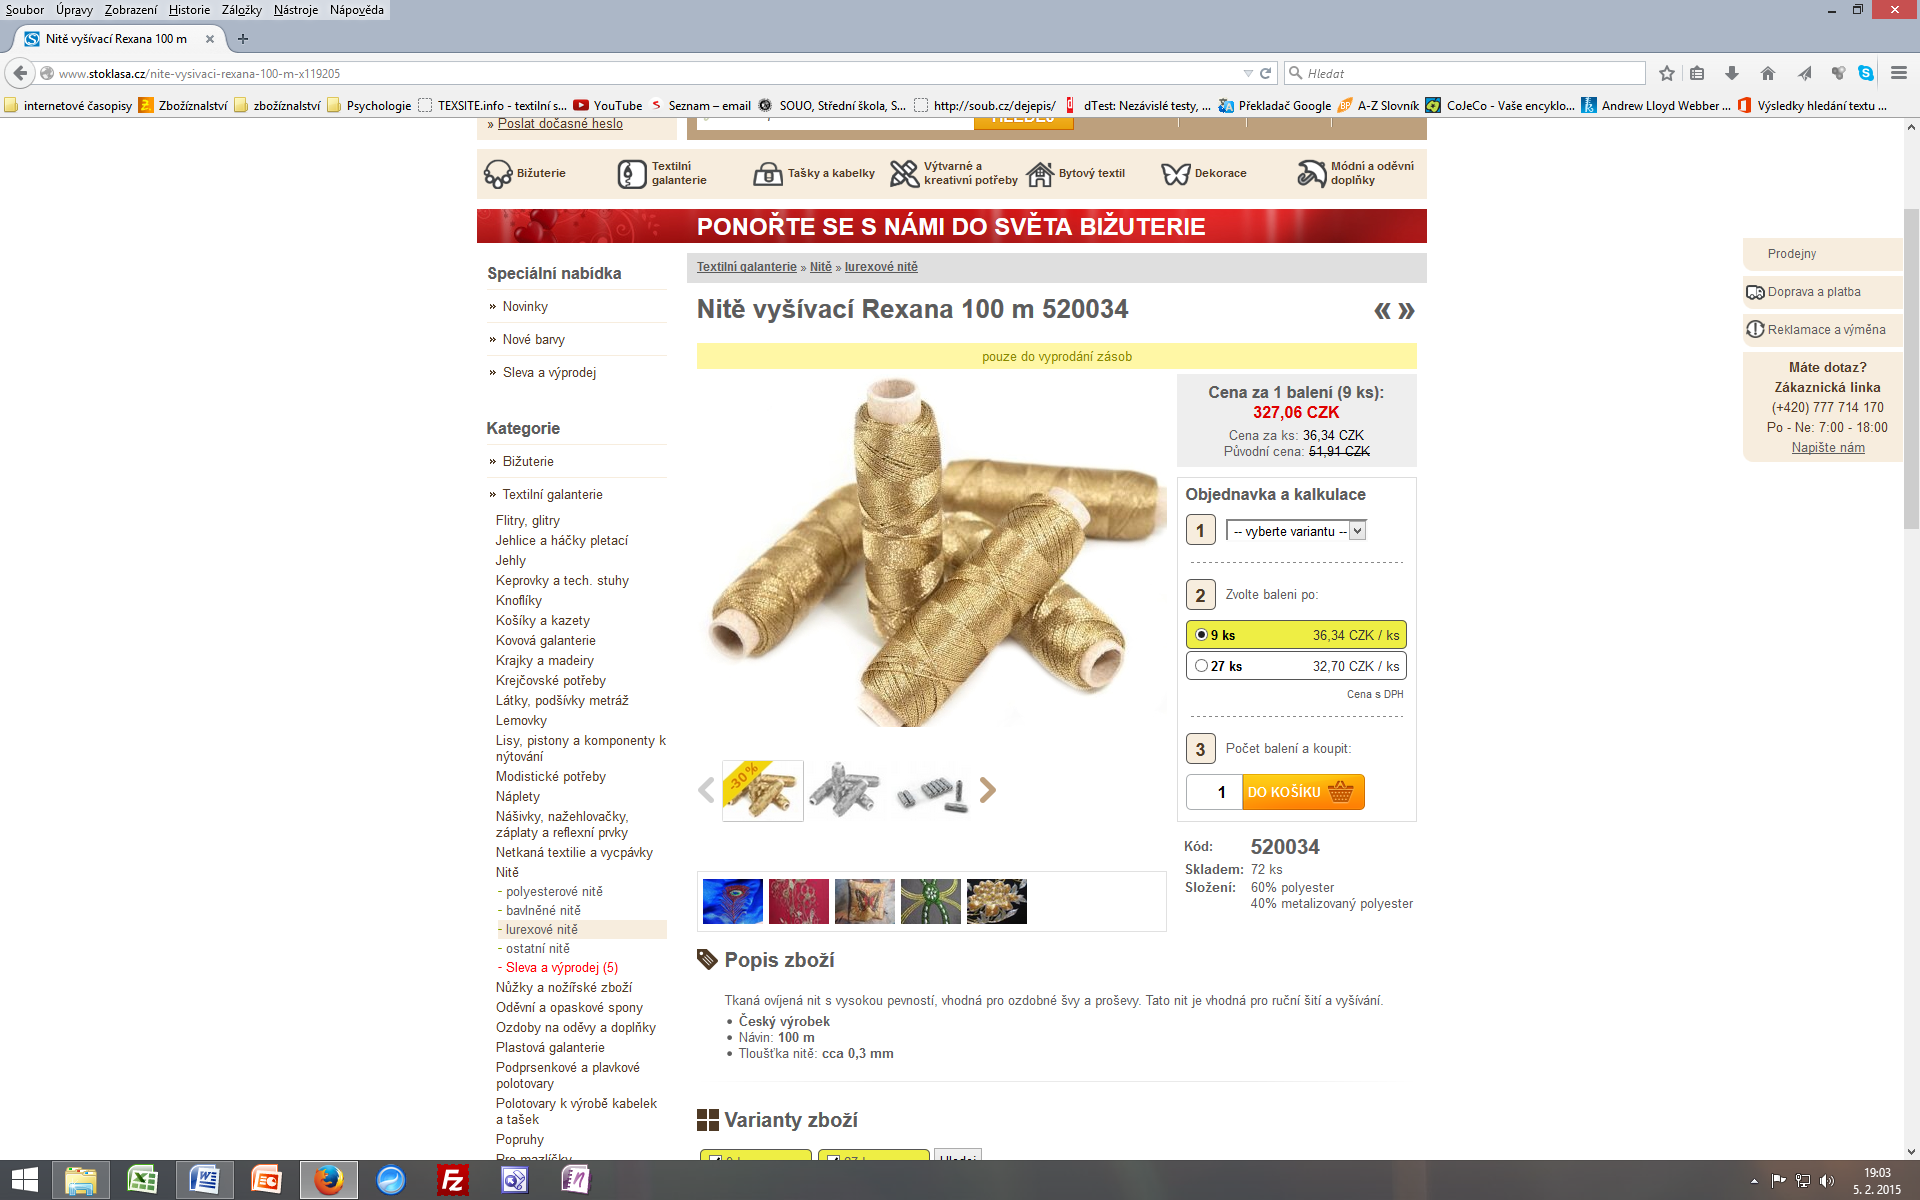 Soubor Úpravy Zobrazení Historie Záložky Nástroje Nápověda
Nitě vyšívací Rexana 100 m
www.stoklasa.cz/nite-vysivaci-rexana-100-m-x119205
Hledat
internetové časopisy Zbožíznalství zbožíznalství Psychologie TEXSITE.info - textilní s... YouTube Seznam – email SOUO, Střední škola, S... http://soub.cz/dejepis/ dTest: Nezávislé testy, ... Překladač Google A-Z Slovník CoJeCo - Vaše encyklo... Andrew Lloyd Webber ... Výsledky hledání textu ...
» Poslat dočasné heslo
HLEDEJ
Bižuterie
Textilní galanterie
Tašky a kabelky
Výtvarné a kreativní potřeby
Bytový textil
Dekorace
Módní a oděvní doplňky
PONOŘTE SE S NÁMI DO SVĚTA BIŽUTERIE
Speciální nabídka
» Novinky
» Nové barvy
» Sleva a výprodej
Kategorie
» Bižuterie
» Textilní galanterie
Flitry, glitry
Jehlice a háčky pletací
Jehly
Keprovky a tech. stuhy
Knoflíky
Košíky a kazety
Kovová galanterie
Krajky a madeiry
Krejčovské potřeby
Látky, podšívky metráž
Lemovky
Lisy, pistony a komponenty k
nýtování
Modistické potřeby
Náplety
Nášivky, nažehlovačky,
záplaty a reflexní prvky
Netkaná textilie a vycpávky
Nitě
- polyesterové nitě
- bavlněné nitě
- lurexové nitě
- ostatní nitě
- Sleva a výprodej (5)
Nůžky a nožířské zboží
Oděvní a opaskové spony
Ozdoby na oděvy a doplňky
Plastová galanterie
Podprsenkové a plavkové
polotovary
Polotovary k výrobě kabelek
a tašek
Popruhy
Pro mazlíčky
Textilní galanterie » Nitě » lurexové nitě
Nitě vyšívací Rexana 100 m 520034
« »
pouze do vyprodání zásob
-30 %
Cena za 1 balení (9 ks):
327,06 CZK
Cena za ks: 36,34 CZK
Původní cena: 51,91 CZK
Objednavka a kalkulace
1 -- vyberte variantu --
2 Zvolte baleni po:
9 ks 36,34 CZK / ks
27 ks 32,70 CZK / ks
Cena s DPH
3 Počet balení a koupit:
1 DO KOŠÍKU
Kód: 520034
Skladem: 72 ks
Složení: 60% polyester
40% metalizovaný polyester
Popis zboží
Tkaná ovíjená nit s vysokou pevností, vhodná pro ozdobné švy a proševy. Tato nit je vhodná pro ruční šití a vyšívání.
• Český výrobek
• Návin: 100 m
• Tloušťka nitě: cca 0,3 mm
Varianty zboží
Hledej
Prodejny
Doprava a platba
Reklamace a výměna
Máte dotaz?
Zákaznická linka
(+420) 777 714 170
Po - Ne: 7:00 - 18:00
Napište nám
19:03
5. 2. 2015